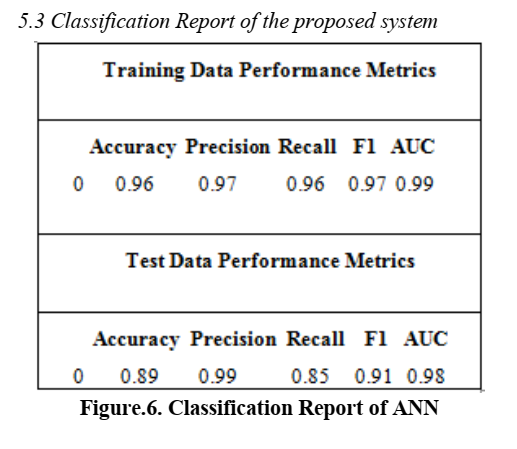 5.3 Classification Report of the proposed system
Training Data Performance Metrics
Accuracy Precision Recall F1 AUC
0 0.96 0.97 0.96 0.97 0.99
Test Data Performance Metrics
Accuracy Precision Recall F1 AUC
0 0.89 0.99 0.85 0.91 0.98
Figure.6. Classification Report of ANN